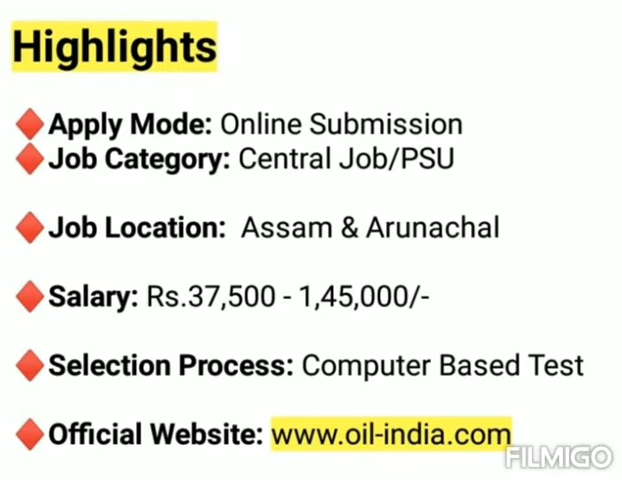 Highlights
♦Apply Mode: Online Submission
♦Job Category: Central Job/PSU
♦Job Location: Assam & Arunachal
♦Salary: Rs.37,500 - 1,45,000/-
♦Selection Process: Computer Based Test
♦Official Website: www.oil-india.com
FILMIGO